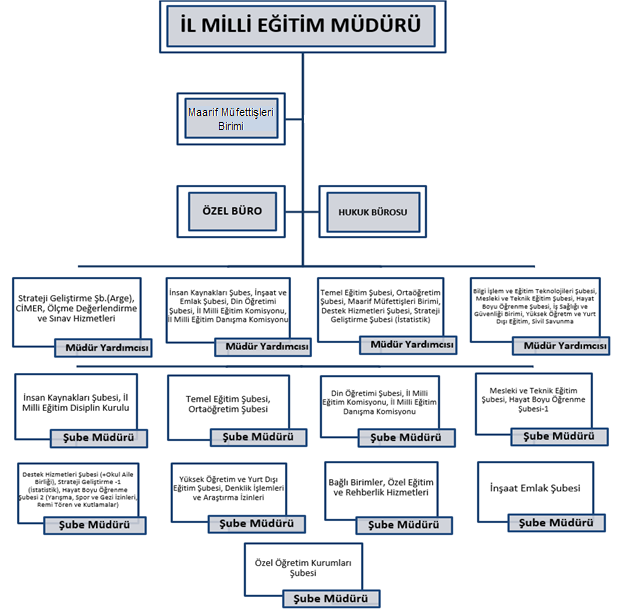 İL MİLLİ EĞİTİM MÜDÜRÜ
Maarif Müfettişleri
Birimi
ÖZEL BÜRO
HUKUK BÜROSU
Strateji Geliştirme Şb.(Arge),
CİMER, Ölçme Değerlendirme
ve Sınav Hizmetleri
Müdür Yardımcısı
İnsan Kaynakları Şubes, İnşaat ve
Emlak Şubesi, Din Öğretimi
Şubesi, İl Milli Eğitim Komisyonu,
İl Milli Eğitim Danışma Komisyonu
Müdür Yardımcısı
Temel Eğitim Şubesi, Ortaöğretim
Şubesi, Maarif Müfettişleri Birimi,
Destek Hizmetleri Şubesi, Strateji
Geliştirme Şubesi (İstatistik)
Müdür Yardımcısı
Bilgi İşlem ve Eğitim Teknolojileri Şubesi,
Mesleki ve Teknik Eğitim Şubesi, Hayat
Boyu Öğrenme Şubesi, İş Sağlığı ve
Güvenliği Birimi, Yüksek Öğretm ve Yurt
Dışı Eğitim, Sivil Savunma
Müdür Yardımcısı
İnsan Kaynakları Şubesi, İl
Milli Eğitim Disiplin Kurulu
Şube Müdürü
Temel Eğitim Şubesi,
Ortaöğretim Şubesi
Şube Müdürü
Din Öğretimi Şubesi, İl Milli
Eğitim Komisyonu, İl Milli Eğitim
Danışma Komisyonu
Şube Müdürü
Mesleki ve Teknik Eğitim
Şubesi, Hayat Boyu Öğrenme
Şubesi-1
Şube Müdürü
Destek Hizmetleri Şubesi (+Okul Aile
Birliği), Strateji Geliştirme -1
(İstatistik), Hayat Boyu Öğrenme
Şubesi 2 (Yarışma, Spor ve Gezi İzinleri,
Remi Tören ve Kutlamalar)
Şube Müdürü
Yüksek Öğretim ve Yurt Dışı
Eğitim Şubesi, Denklik İşlemleri
ve Araştırma İzinleri
Şube Müdürü
Bağlı Birimler, Özel Eğitim
ve Rehberlik Hizmetleri
Şube Müdürü
İnşaat Emlak Şubesi
Şube Müdürü
Özel Öğretim Kurumları
Şubesi
Şube Müdürü